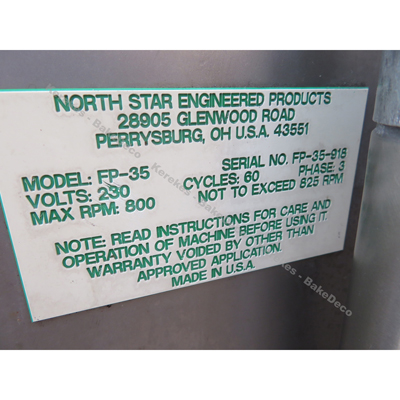 NORTH STAR ENGINEERED PRODUCTS
28905 GLENWOOD ROAD
PERRYSBURG, OH U.S.A. 43551
SERIAL NO. FP-35-918
MODEL: FP-35 CYCLES: 60 PHASE: 3
VOLTS: 230 NOT TO EXCEED 825 RPM
MAX RPM: 800
NOTE: READ INSTRUCTIONS FOR CARE AND
OPERATION OF MACHINE BEFORE USING IT.
WARRANTY VOIDED BY OTHER THAN
APPROVED APPLICATION.
MADE IN U.S.A.
Kerekes - BakeDeco